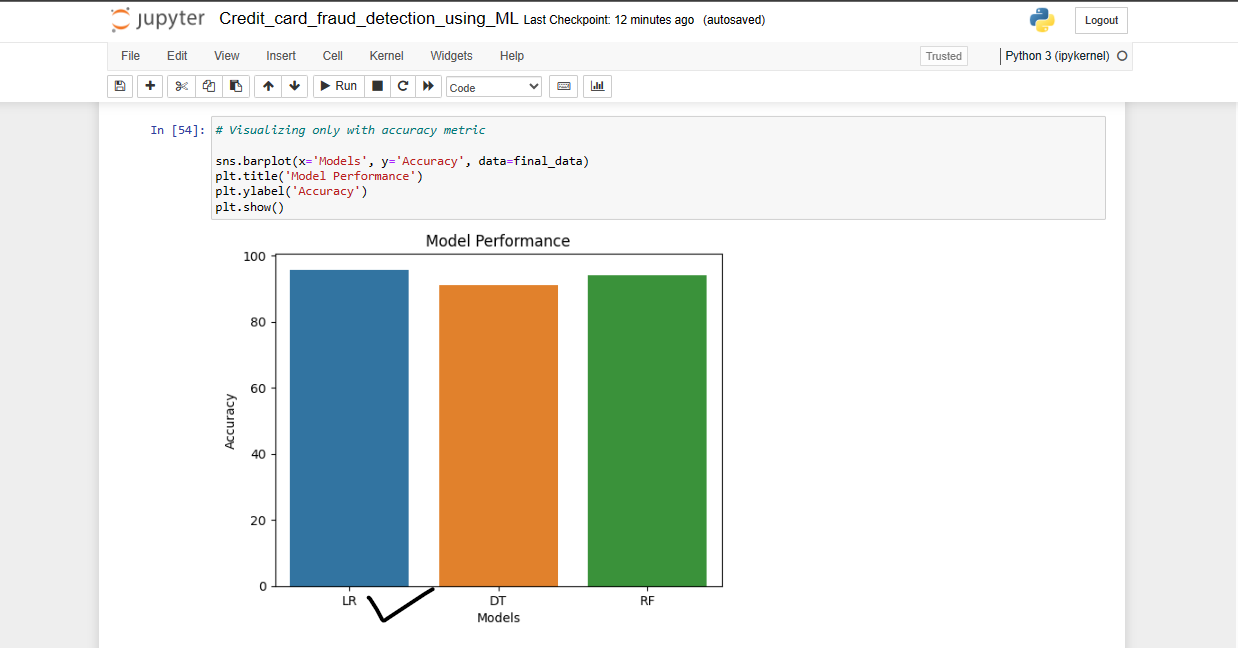 jupyter Credit_card_fraud_detection_using_ML Last Checkpoint: 12 minutes ago (autosaved) Logout
File Edit View Insert Cell Kernel Widgets Help Trusted Python 3 (ipykernel)
Run Code
In [54]: # Visualizing only with accuracy metric
sns.barplot(x='Models', y='Accuracy', data=final_data)
plt.title('Model Performance')
plt.ylabel('Accuracy')
plt.show()
Model Performance
100
80
60
40
20
0
Accuracy
LR DT RF
Models